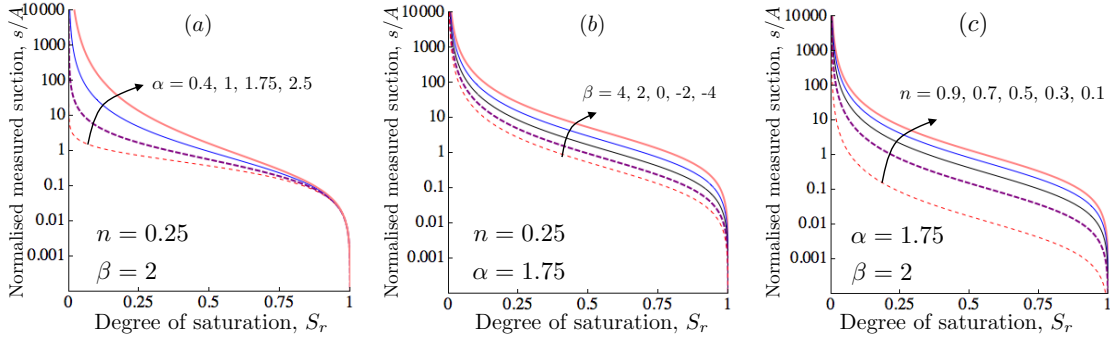 Normalised measured suction, s/A
10000
1000
100
10
1
0.1
0.01
0.001
(a)
α = 0.4, 1, 1.75, 2.5
n = 0.25
β = 2
0 0.25 0.5 0.75 1
Degree of saturation, S_r
Normalised measured suction, s/A
10000
1000
100
10
1
0.1
0.01
0.001
(b)
β = 4, 2, 0, -2, -4
n = 0.25
α = 1.75
0 0.25 0.5 0.75 1
Degree of saturation, S_r
Normalised measured suction, s/A
10000
1000
100
10
1
0.1
0.01
0.001
(c)
n = 0.9, 0.7, 0.5, 0.3, 0.1
α = 1.75
β = 2
0 0.25 0.5 0.75 1
Degree of saturation, S_r